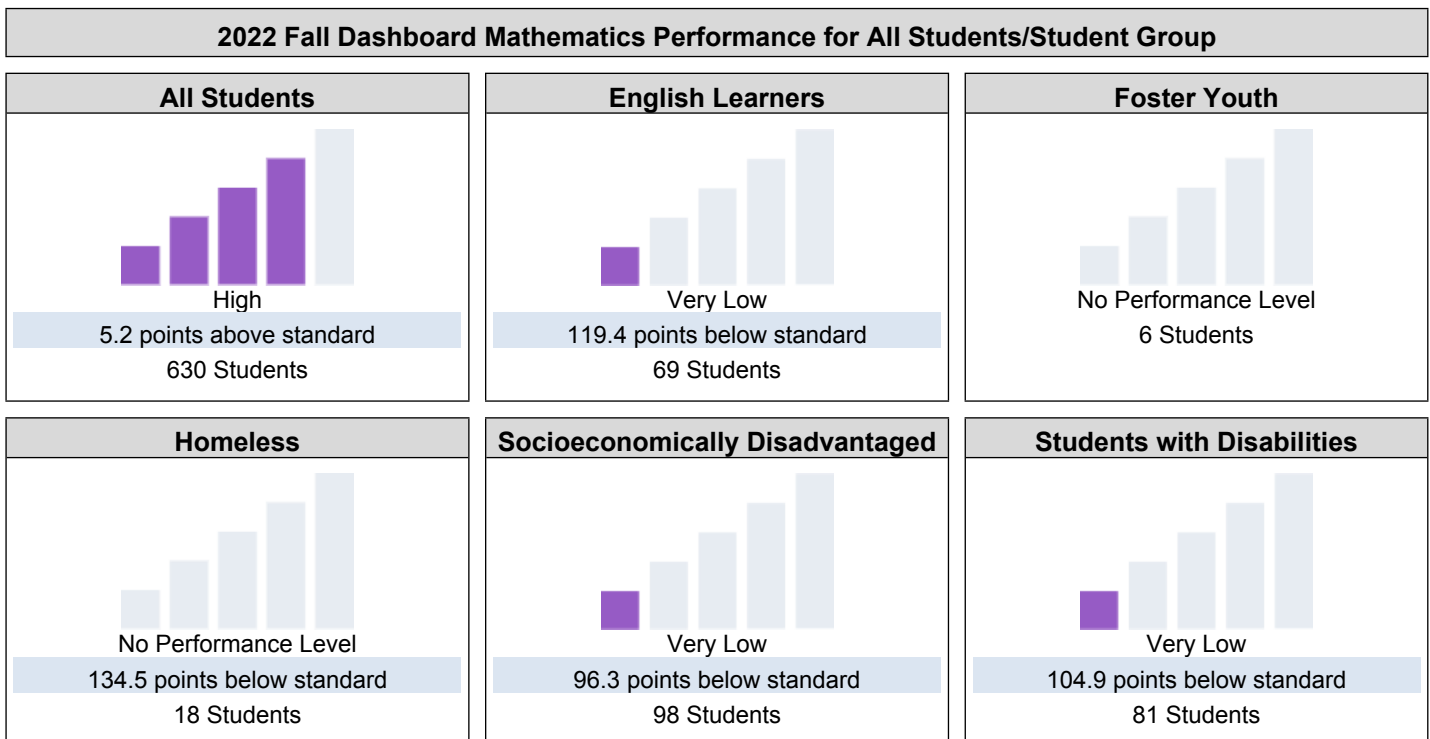 2022 Fall Dashboard Mathematics Performance for All Students/Student Group
All Students
High
5.2 points above standard
630 Students
English Learners
Very Low
119.4 points below standard
69 Students
Foster Youth
No Performance Level
6 Students
Homeless
No Performance Level
134.5 points below standard
18 Students
Socioeconomically Disadvantaged
Very Low
96.3 points below standard
98 Students
Students with Disabilities
Very Low
104.9 points below standard
81 Students